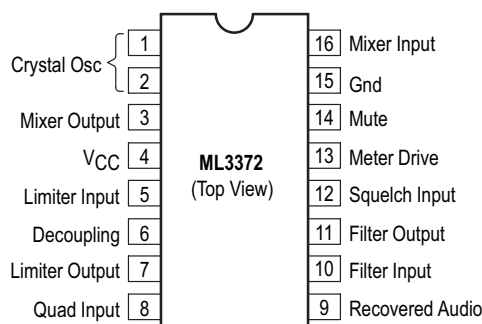 Crystal Osc
1
2
Mixer Output 3
VCC 4
Limiter Input 5
Decoupling 6
Limiter Output 7
Quad Input 8
ML3372
(Top View)
16 Mixer Input
15 Gnd
14 Mute
13 Meter Drive
12 Squelch Input
11 Filter Output
10 Filter Input
9 Recovered Audio